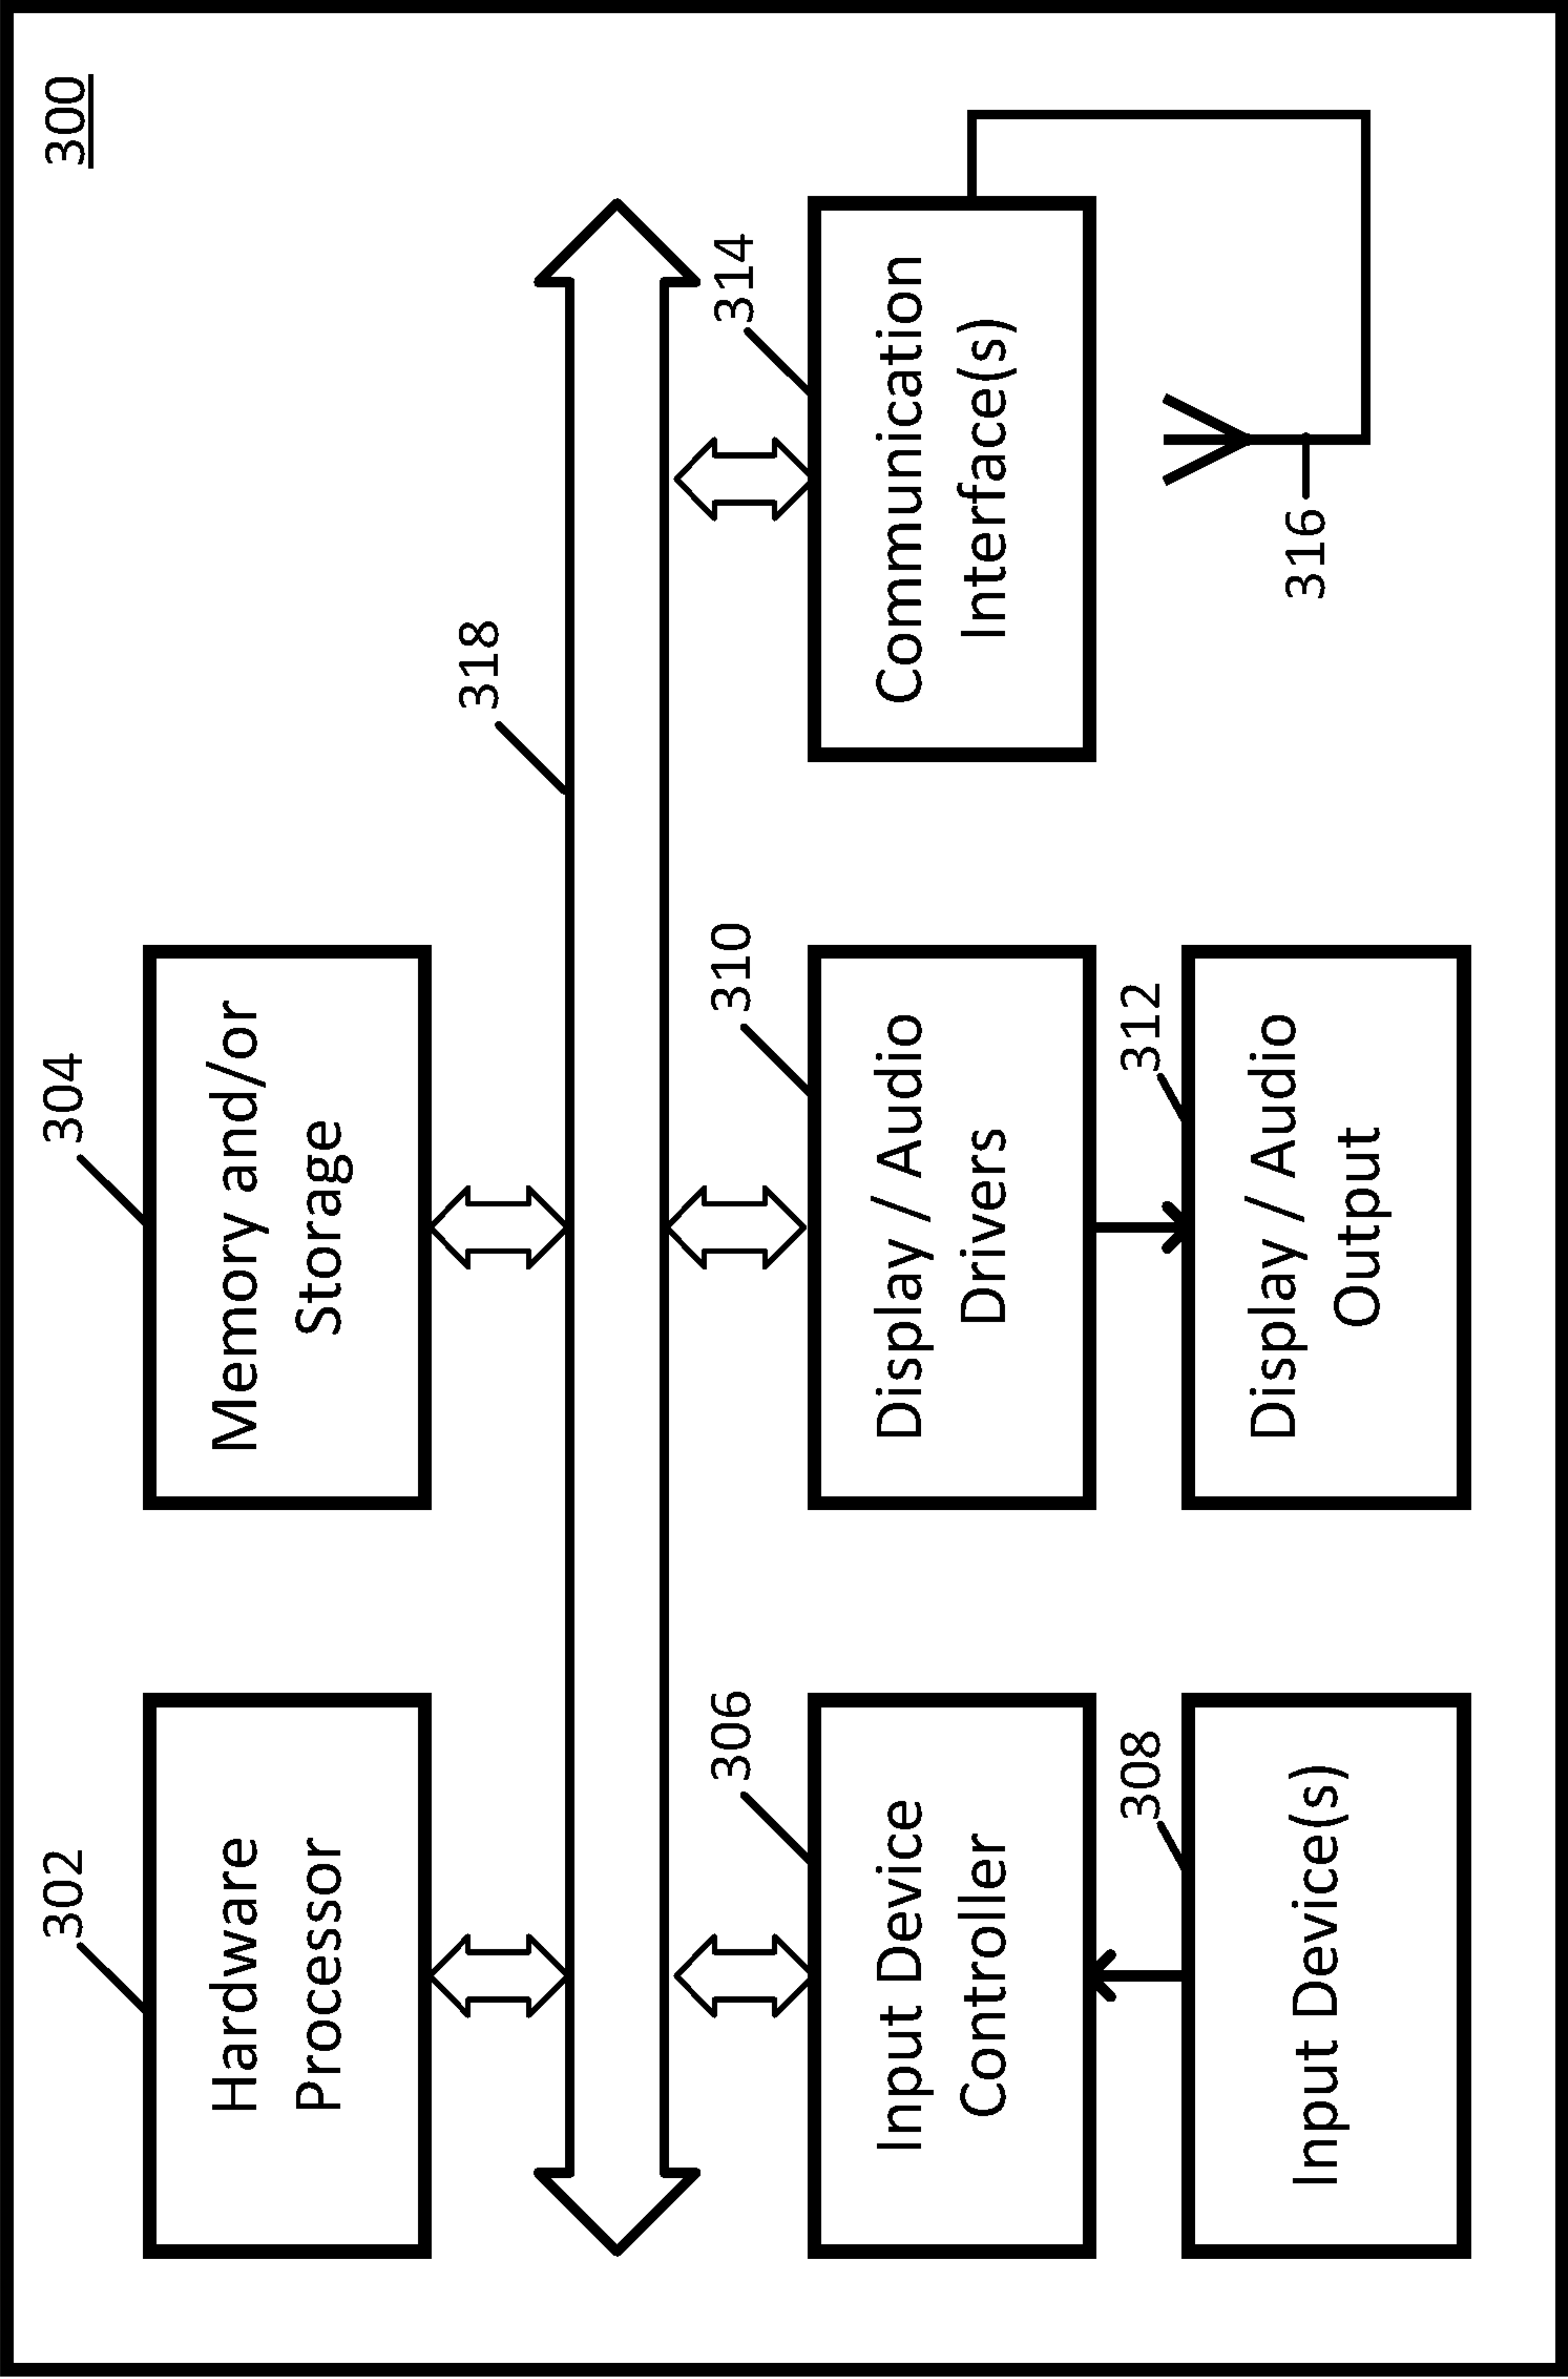 300
302
Hardware
Processor
304
Memory and/or
Storage
318
306
Input Device
Controller
310
Display / Audio
Drivers
314
Communication
Interface(s)
308
Input Device(s)
312
Display / Audio
Output
316